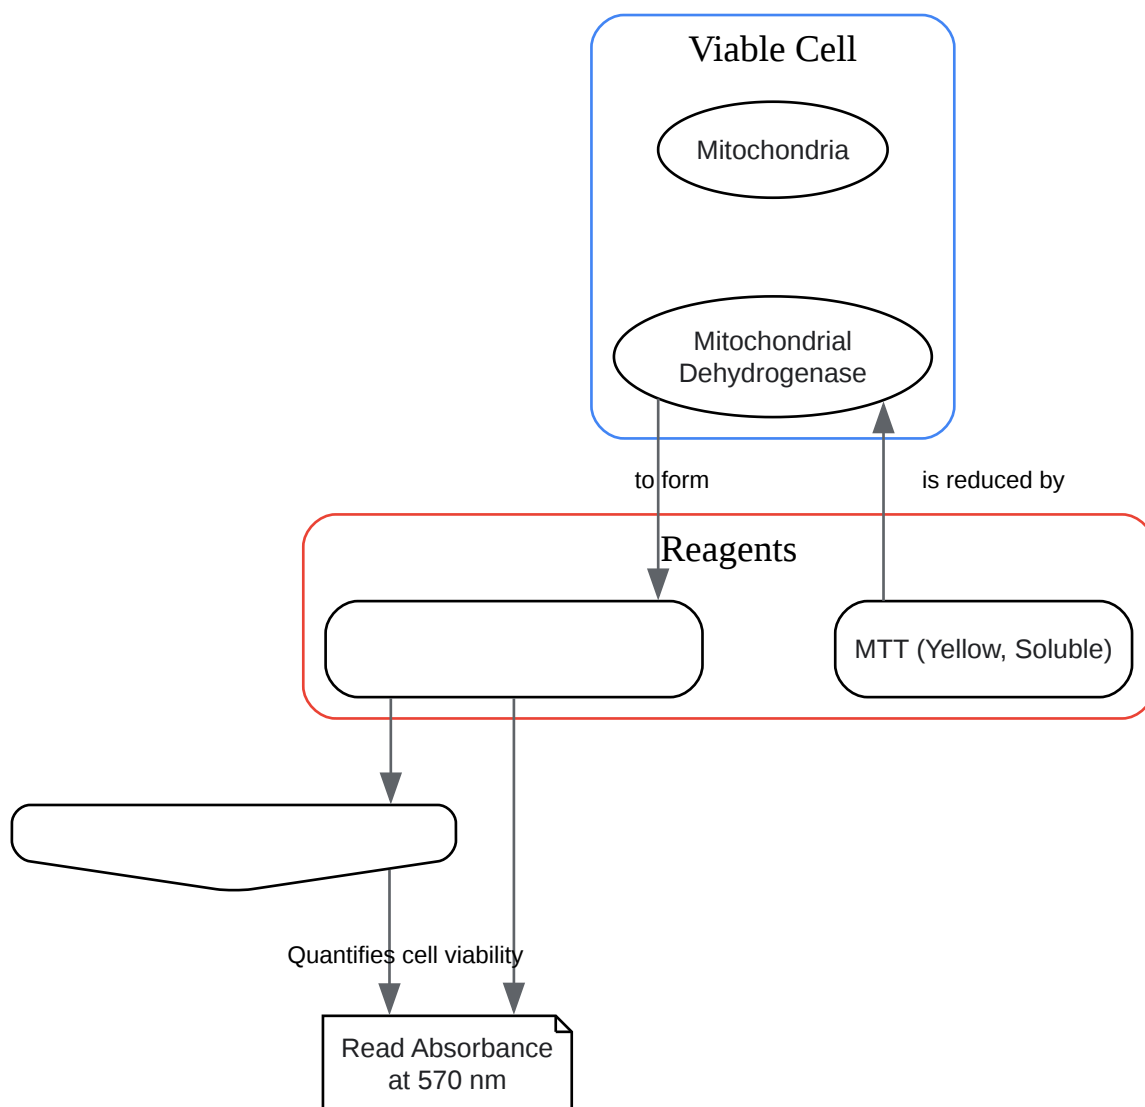 Viable Cell
Mitochondria
Mitochondrial
Dehydrogenase
to form
is reduced by
Reagents
MTT (Yellow, Soluble)
Quantifies cell viability
Read Absorbance
at 570 nm